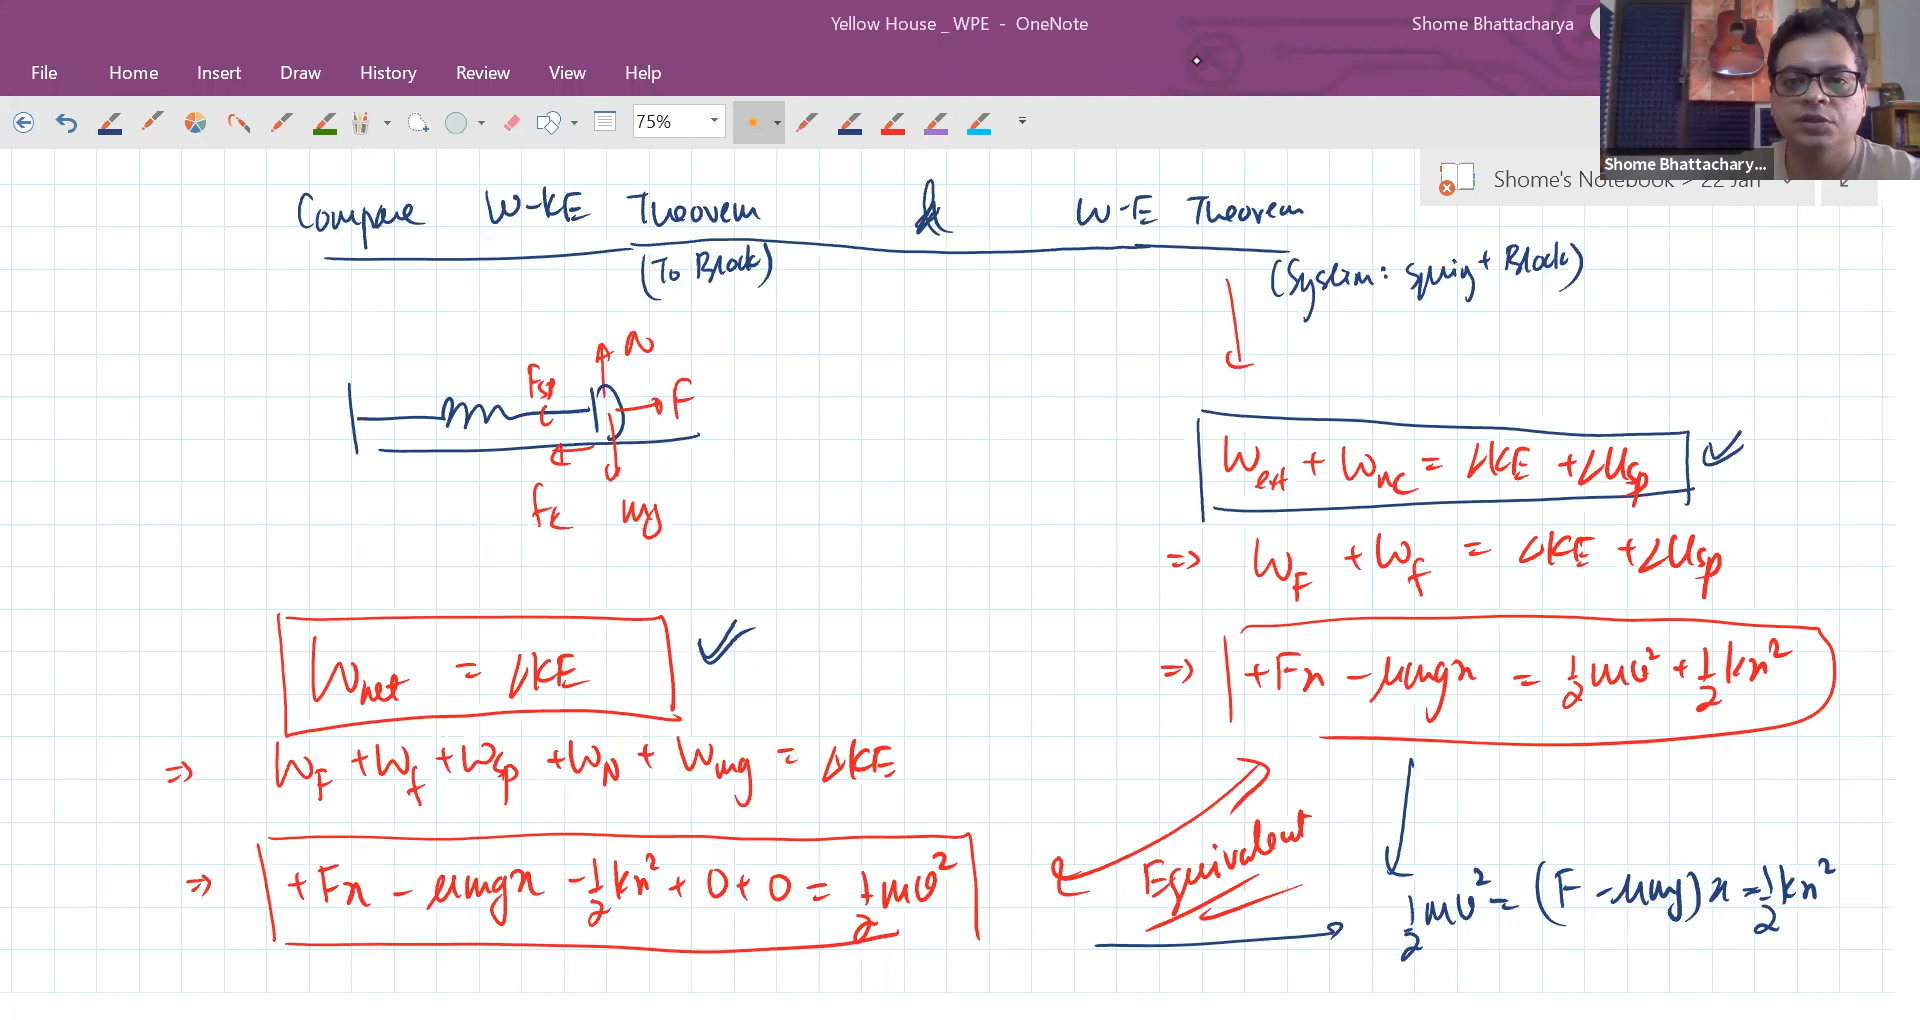 Yellow House _ WPE - OneNote
Shome Bhattacharya
File Home Insert Draw History Review View Help
75%
Shome Bhattachary...
Shome's Notebook > 22 Jan
Compare W-KE Theorem & W-E Theorem
(To Block)
(System: spring + Block)
N
Fsp
F
fk mg
Wext + Wnc = ΔKE + ΔUsp
=> WF + Wf = ΔKE + ΔUsp
Wnet = ΔKE
=> +Fx - μmgx = ½mv² + ½kx²
=> WF + Wf + Wsp + WN + Wmg = ΔKE
=> +Fx - μmgx - ½kx² + 0 + 0 = ½mv²
Equivalent
½mv² = (F - μmg)x = ½kx²